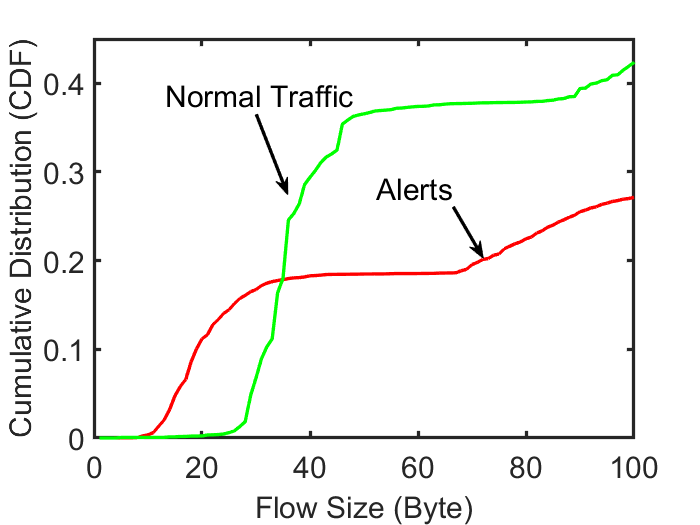 Cumulative Distribution (CDF)
0.4
0.3
0.2
0.1
0
Normal Traffic
Alerts
0 20 40 60 80 100
Flow Size (Byte)